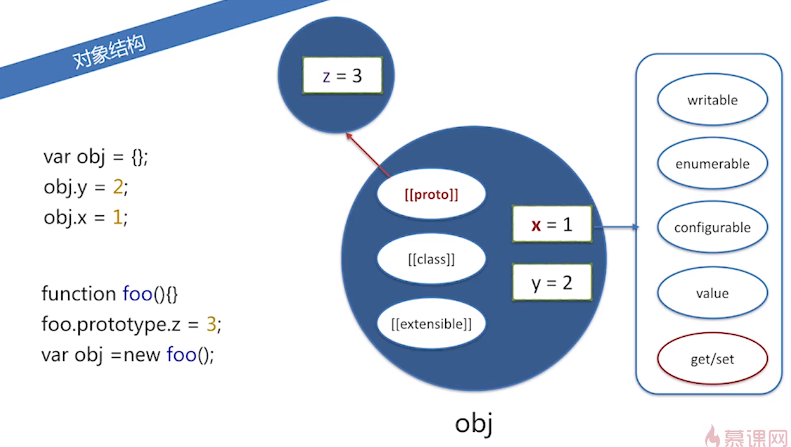 对象结构
var obj = {};
obj.y = 2;
obj.x = 1;
function foo(){}
foo.prototype.z = 3;
var obj =new foo();
z = 3
[[proto]]
[[class]]
[[extensible]]
x = 1
y = 2
obj
writable
enumerable
configurable
value
get/set
慕课网